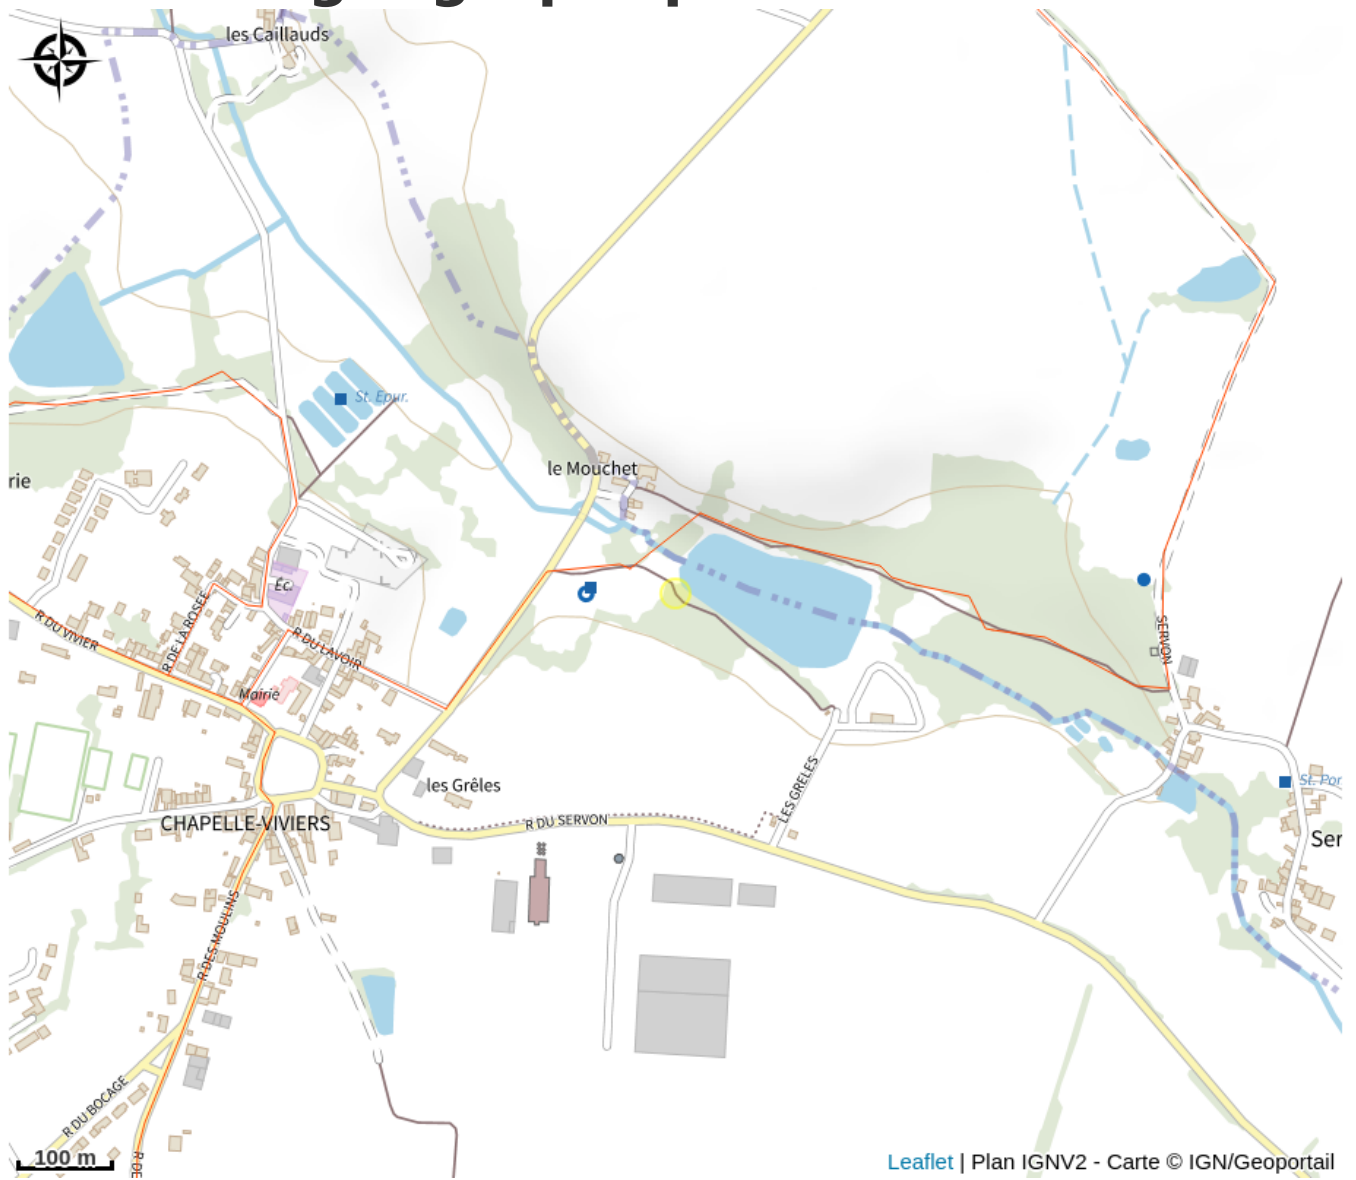 les Caillauds
St. Epur.
le Mouchet
rie
Éc.
R DU VIVIER
R DE LA ROSEE
R DU LAVOIR
SERVON
Mairie
les Grêles
LES GRELES
St. Por
CHAPELLE-VIVIERS
R DU SERVON
Ser
R DES MOULINS
R DU BOCAGE
R DE
100 m
Leaflet | Plan IGNV2 - Carte © IGN/Geoportail